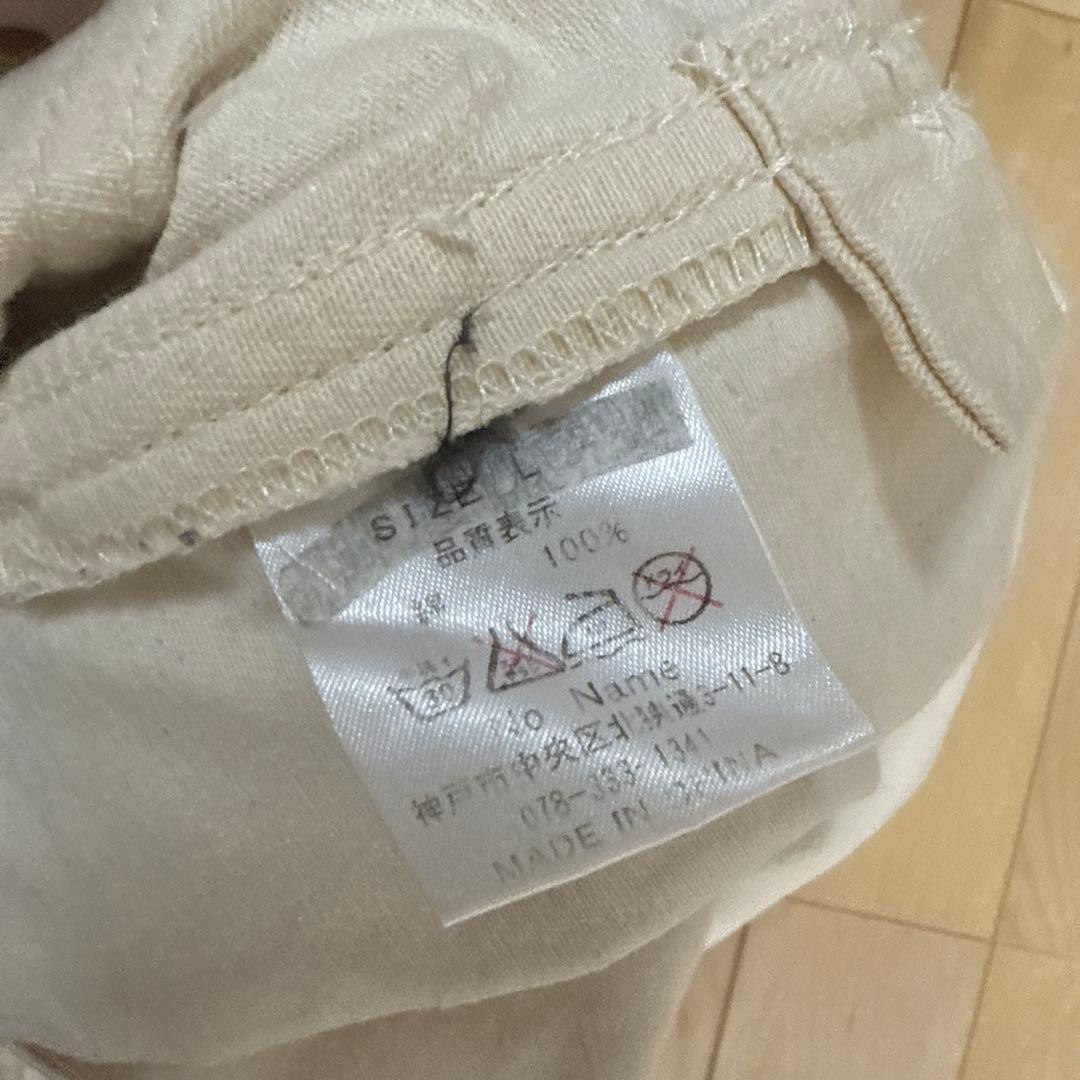 SIZE L
品質表示
綿 100%
30
No Name
神戸市中央区北狭通3-11-8
078-333-1341
MADE IN CHINA